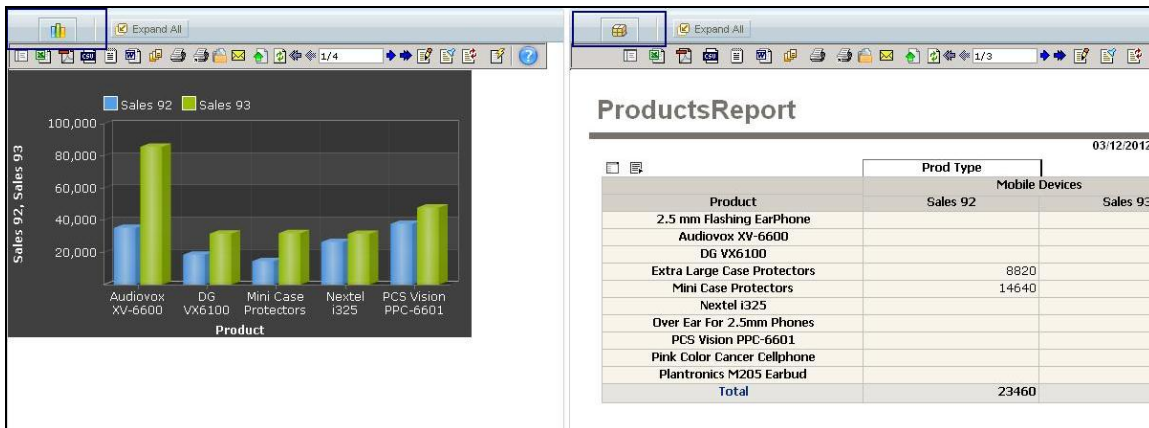 Expand All
CSV
1/4
Sales 92 Sales 93
100,000
80,000
60,000
40,000
20,000
Sales 92, Sales 93
Audiovox XV-6600
DG VX6100
Mini Case Protectors
Nextel i325
PCS Vision PPC-6601
Product
Expand All
CSV
1/3
ProductsReport
03/12/2012
Prod Type
Mobile Devices
Product Sales 92 Sales 93
2.5 mm Flashing EarPhone
Audiovox XV-6600
DG VX6100
Extra Large Case Protectors 8820
Mini Case Protectors 14640
Nextel i325
Over Ear For 2.5mm Phones
PCS Vision PPC-6601
Pink Color Cancer Cellphone
Plantronics M205 Earbud
Total 23460